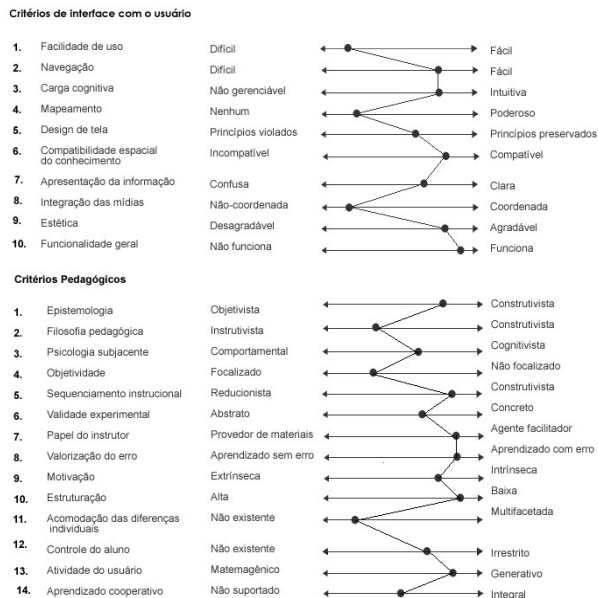 Critérios de interface com o usuário
1. Facilidade de uso Difícil Fácil
2. Navegação Difícil Fácil
3. Carga cognitiva Não gerenciável Intuitiva
4. Mapeamento Nenhum Poderoso
5. Design de tela Princípios violados Princípios preservados
6. Compatibilidade espacial Incompatível Compatível
do conhecimento
7. Apresentação da informação Confusa Clara
8. Integração das mídias Não-coordenada Coordenada
9. Estética Desagradável Agradável
10. Funcionalidade geral Não funciona Funciona
Critérios Pedagógicos
1. Epistemologia Objetivista Construtivista
2. Filosofia pedagógica Instrutivista Construtivista
3. Psicologia subjacente Comportamental Cognitivista
4. Objetividade Focalizado Não focalizado
5. Sequenciamento instrucional Reducionista Construtivista
6. Validade experimental Abstrato Concreto
7. Papel do instrutor Provedor de materiais Agente facilitador
8. Valorização do erro Aprendizado sem erro Aprendizado com erro
9. Motivação Extrínseca Intrínseca
10. Estruturação Alta Baixa
11. Acomodação das diferenças Não existente Multifacetada
individuais
12. Controle do aluno Não existente Irrestrito
13. Atividade do usuário Matemagênico Generativo
14. Aprendizado cooperativo Não suportado Integral